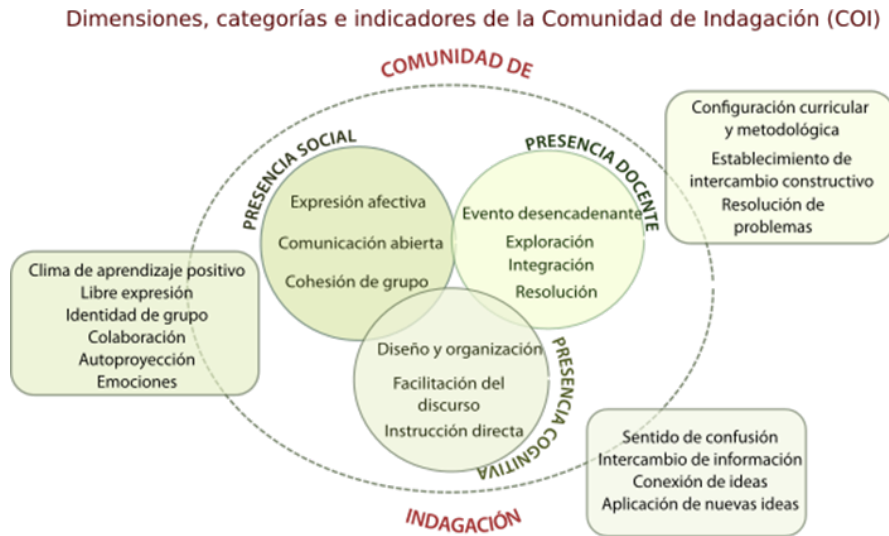 Dimensiones, categorías e indicadores de la Comunidad de Indagación (COI)
COMUNIDAD DE
PRESENCIA SOCIAL
Expresión afectiva
Comunicación abierta
Cohesión de grupo
PRESENCIA DOCENTE
Evento desencadenante
Exploración
Integración
Resolución
Configuración curricular
y metodológica
Establecimiento de
intercambio constructivo
Resolución de
problemas
Clima de aprendizaje positivo
Libre expresión
Identidad de grupo
Colaboración
Autoproyección
Emociones
Diseño y organización
Facilitación del
discurso
Instrucción directa
PRESENCIA COGNITIVA
Sentido de confusión
Intercambio de información
Conexión de ideas
Aplicación de nuevas ideas
INDAGACIÓN